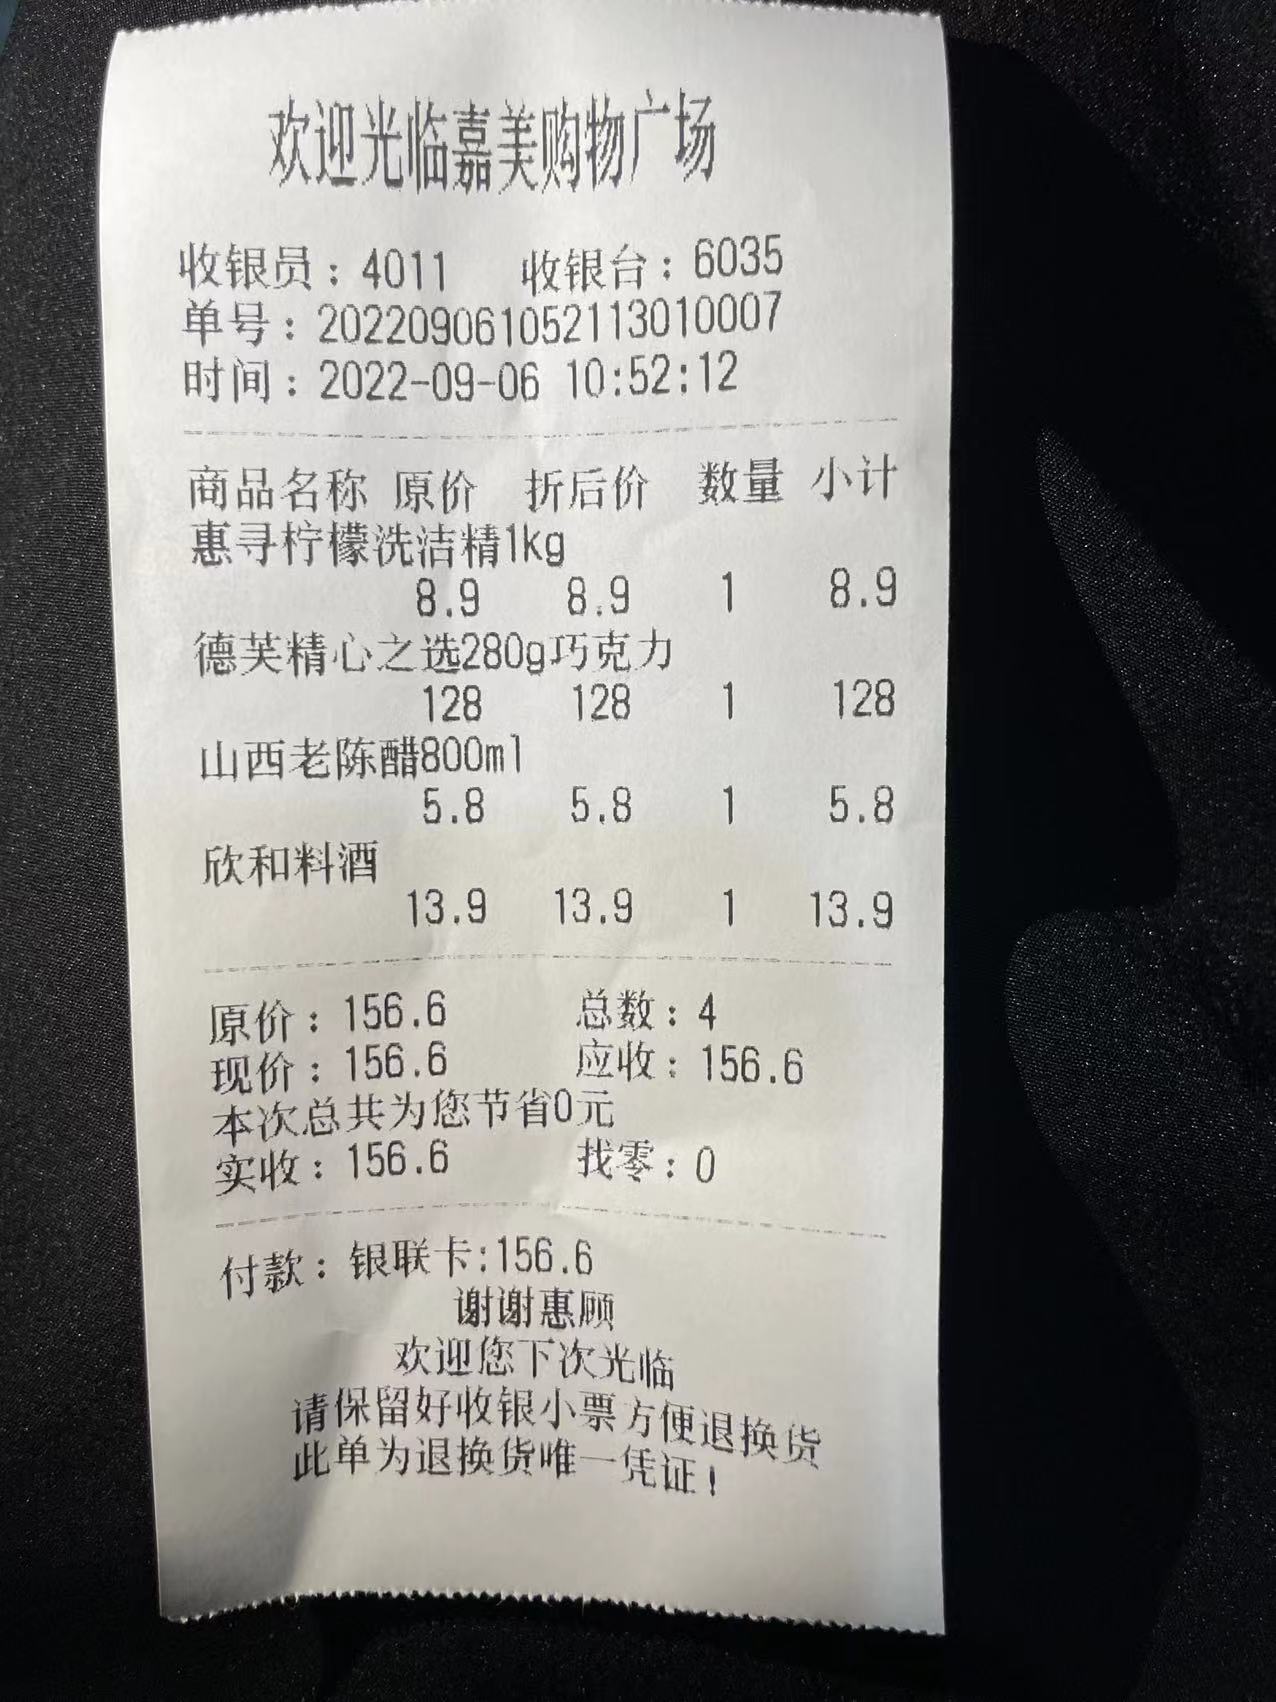 欢迎光临嘉美购物广场
收银员：4011 收银台：6035
单号：2022090610521130​10007
时间：2022-09-06 10:52:12
商品名称 原价 折后价 数量 小计
惠寻柠檬洗洁精1kg
8.9 8.9 1 8.9
德芙精心之选280g巧克力
128 128 1 128
山西老陈醋800ml
5.8 5.8 1 5.8
欣和料酒
13.9 13.9 1 13.9
原价：156.6 总数：4
现价：156.6 应收：156.6
本次总共为您节省0元
实收：156.6 找零：0
付款：银联卡:156.6
谢谢惠顾
欢迎您下次光临
请保留好收银小票方便退换货
此单为退换货唯一凭证！